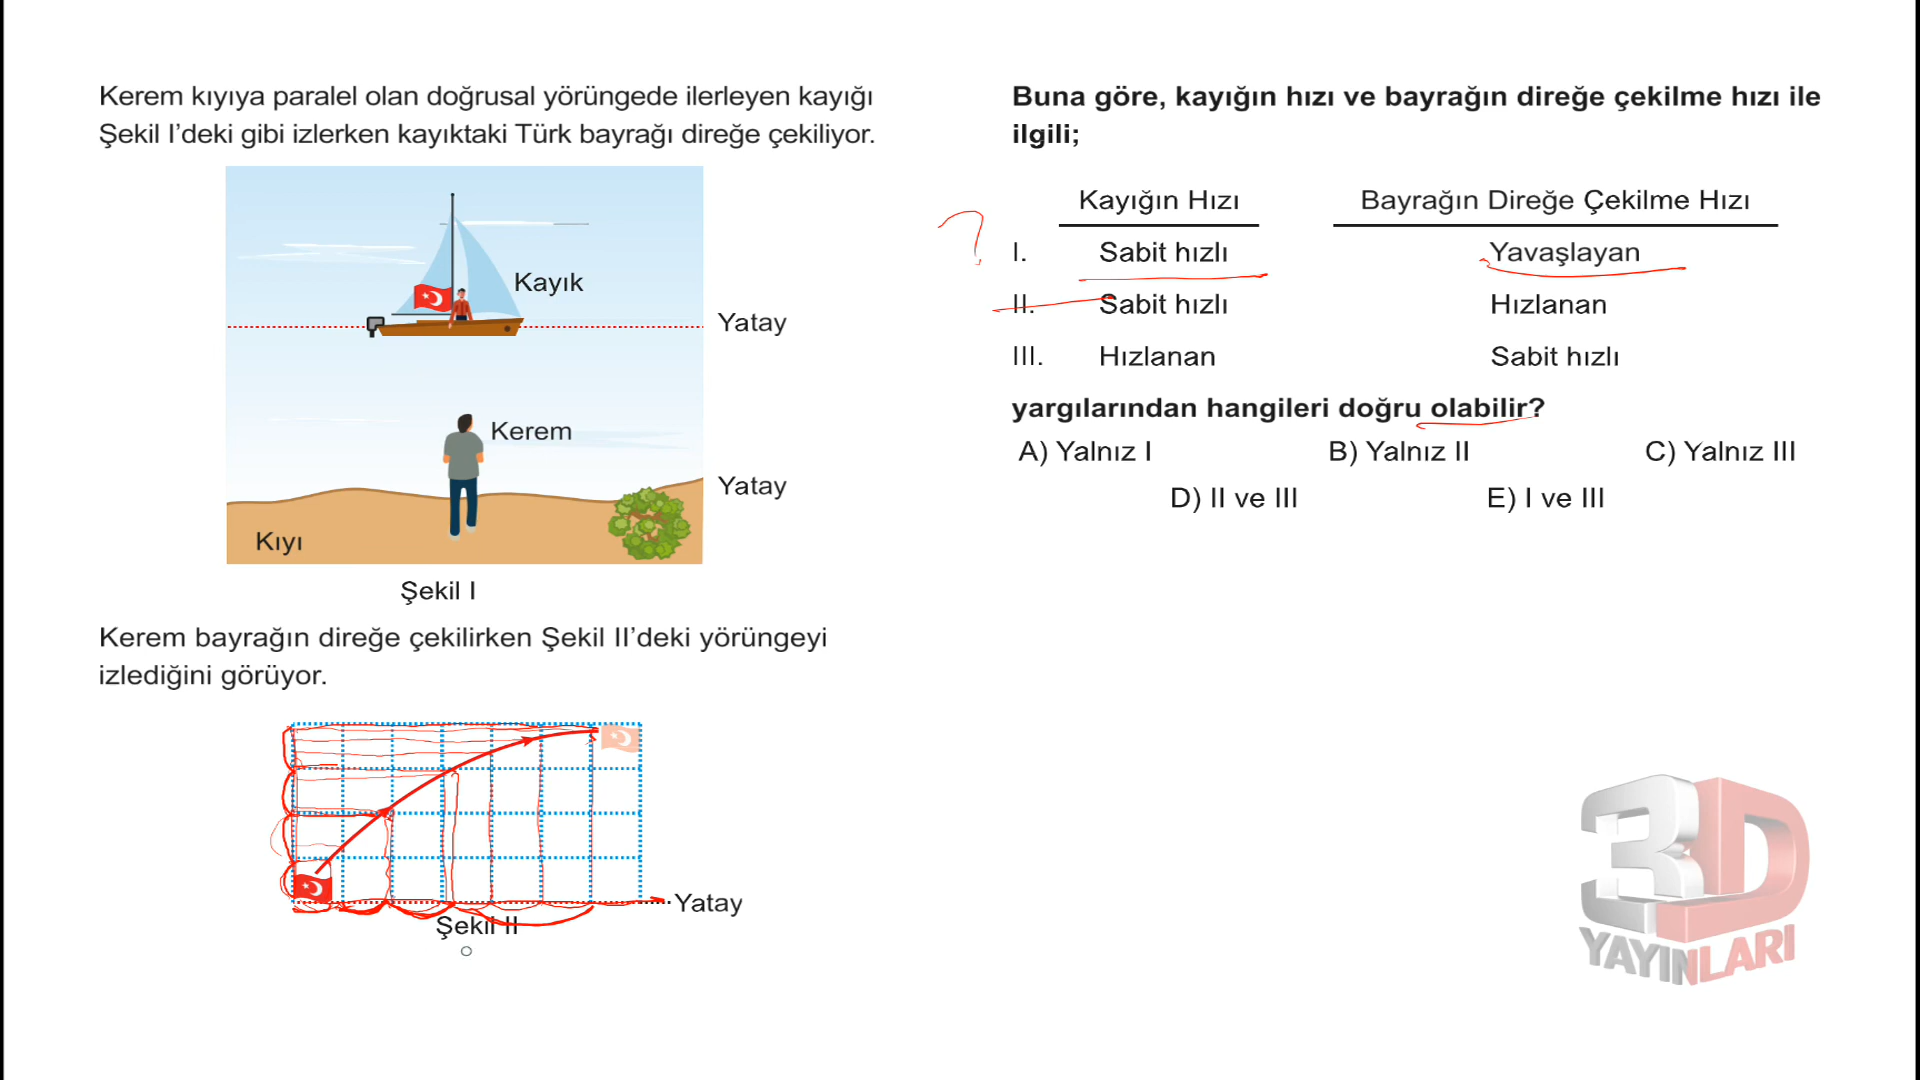 Kerem kıyıya paralel olan doğrusal yörüngede ilerleyen kayığı
Şekil I’deki gibi izlerken kayıktaki Türk bayrağı direğe çekiliyor.
Kayık
Yatay
Kerem
Yatay
Kıyı
Şekil I
Kerem bayrağın direğe çekilirken Şekil II’deki yörüngeyi
izlediğini görüyor.
Yatay
Şekil II
Buna göre, kayığın hızı ve bayrağın direğe çekilme hızı ile
ilgili;
Kayığın Hızı Bayrağın Direğe Çekilme Hızı
?
I. Sabit hızlı Yavaşlayan
II. Sabit hızlı Hızlanan
III. Hızlanan Sabit hızlı
yargılarından hangileri doğru olabilir?
A) Yalnız I B) Yalnız II C) Yalnız III
D) II ve III E) I ve III
3D
YAYINLARI